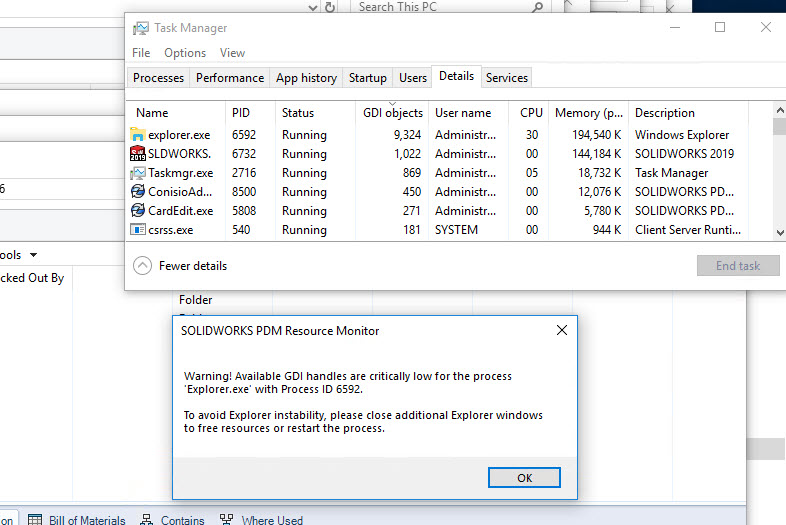 Search This PC
Task Manager
File Options View
Processes Performance App history Startup Users Details Services
Name PID Status GDI objects User name CPU Memory (p... Description
explorer.exe 6592 Running 9,324 Administr... 30 194,540 K Windows Explorer
SLDWORKS. 6732 Running 1,022 Administr... 00 144,184 K SOLIDWORKS 2019
Taskmgr.exe 2716 Running 869 Administr... 05 18,732 K Task Manager
ConisioAd... 8500 Running 450 Administr... 00 12,076 K SOLIDWORKS PD...
CardEdit.exe 5808 Running 271 Administr... 00 5,780 K SOLIDWORKS PD...
csrss.exe 540 Running 181 SYSTEM 00 944 K Client Server Runti...
6
ools
Fewer details End task
cked Out By
Folder
SOLIDWORKS PDM Resource Monitor
Warning! Available GDI handles are critically low for the process
'Explorer.exe' with Process ID 6592.
To avoid Explorer instability, please close additional Explorer windows
to free resources or restart the process.
OK
on Bill of Materials Contains Where Used